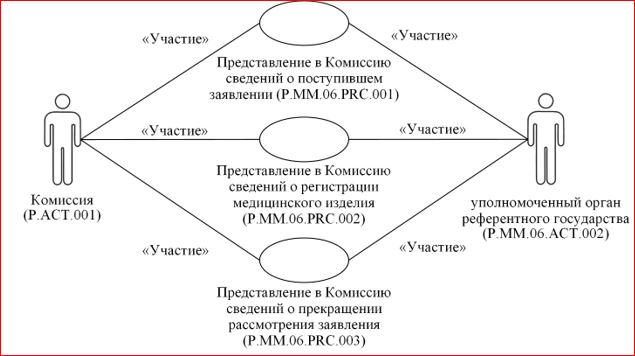 «Участие»
«Участие»
Представление в Комиссию
сведений о поступившем
заявлении (P.MM.06.PRC.001)
«Участие»
«Участие»
Представление в Комиссию
сведений о регистрации
медицинского изделия
(P.MM.06.PRC.002)
Комиссия
(P.ACT.001)
уполномоченный орган
референтного государства
(P.MM.06.ACT.002)
«Участие»
«Участие»
Представление в Комиссию
сведений о прекращении
рассмотрения заявления
(P.MM.06.PRC.003)